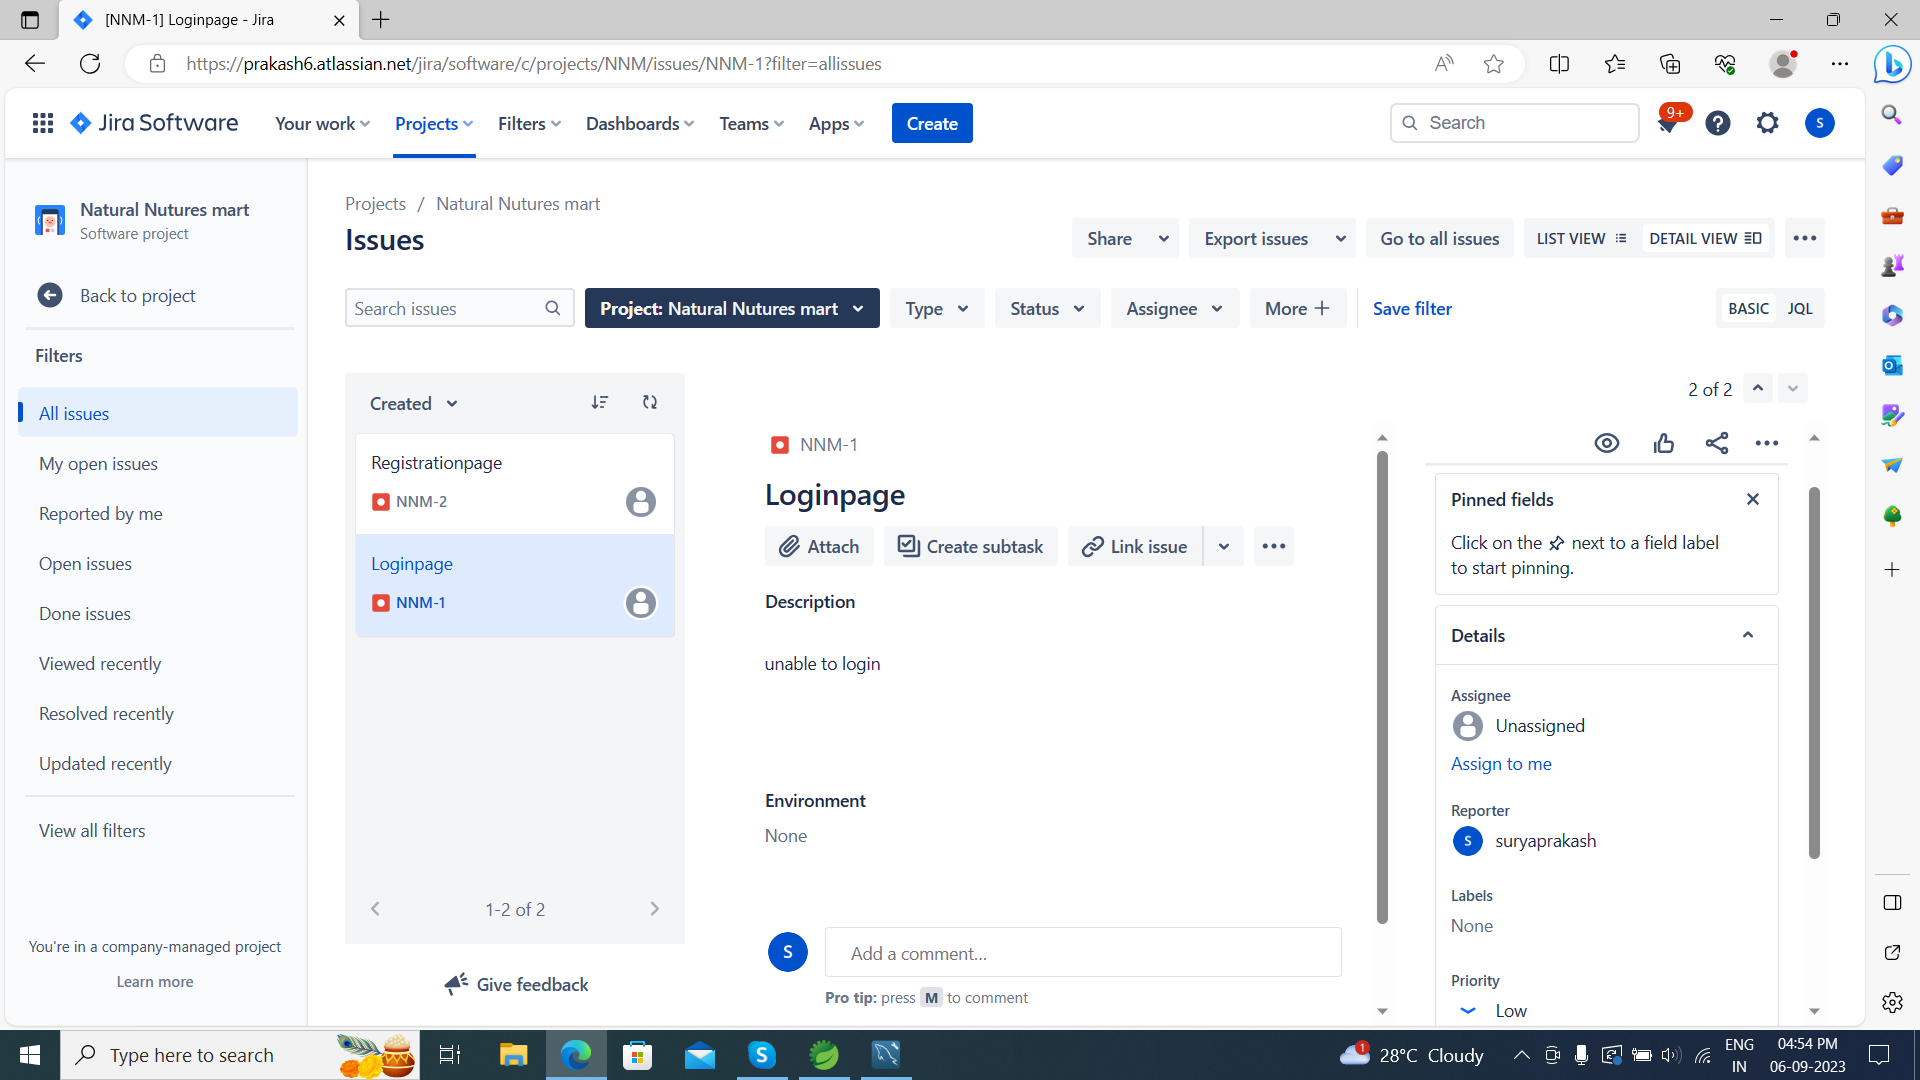 [NNM-1] Loginpage - Jira
https://prakash6.atlassian.net/jira/software/c/projects/NNM/issues/NNM-1?filter=allissues
Jira Software
Your work
Projects
Filters
Dashboards
Teams
Apps
Create
Search
9+
S
Natural Nutures mart
Software project
Back to project
Filters
All issues
My open issues
Reported by me
Open issues
Done issues
Viewed recently
Resolved recently
Updated recently
View all filters
You're in a company-managed project
Learn more
Projects / Natural Nutures mart
Issues
Share
Export issues
Go to all issues
LIST VIEW
DETAIL VIEW
Search issues
Project: Natural Nutures mart
Type
Status
Assignee
More
Save filter
BASIC
JQL
Created
Registrationpage
NNM-2
Loginpage
NNM-1
1-2 of 2
Give feedback
2 of 2
NNM-1
Loginpage
Attach
Create subtask
Link issue
Description
unable to login
Environment
None
S
Add a comment...
Pro tip: press M to comment
Pinned fields
Click on the next to a field label
to start pinning.
Details
Assignee
Unassigned
Assign to me
Reporter
S
suryaprakash
Labels
None
Priority
Low
Type here to search
1
28°C Cloudy
ENG
IN
04:54 PM
06-09-2023